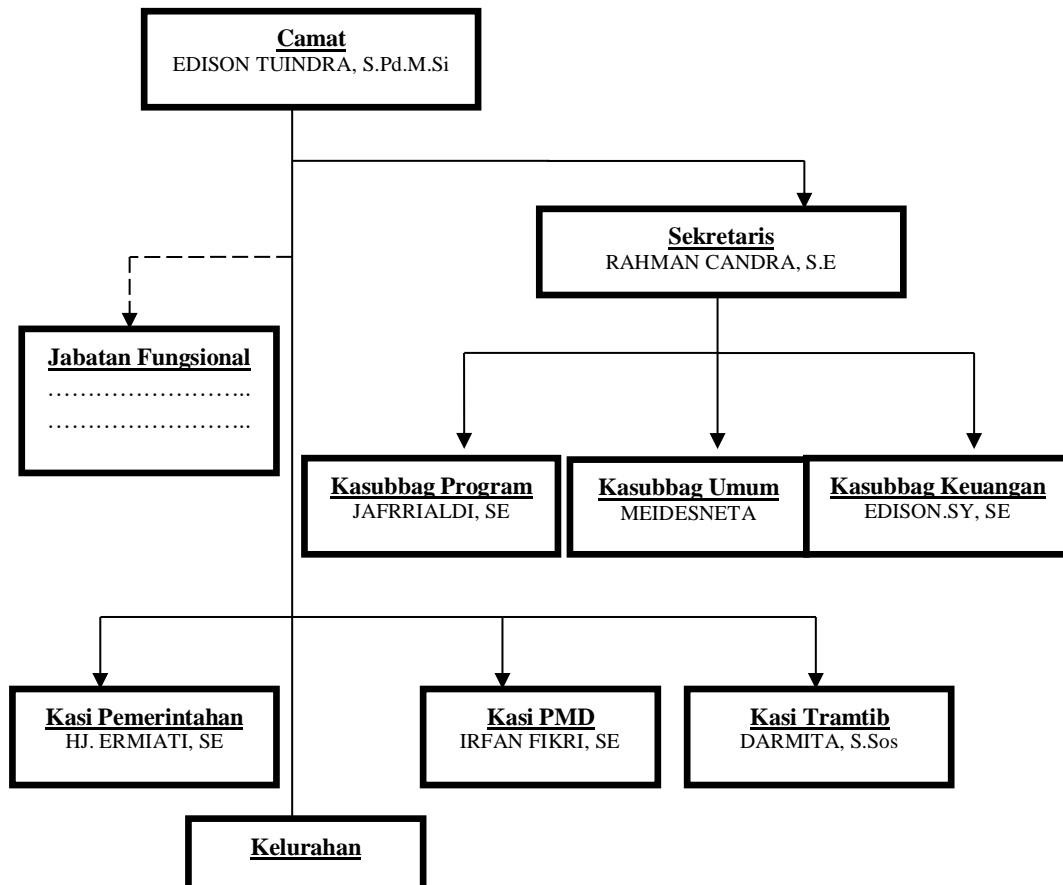 Camat
EDISON TUINDRA, S.Pd.M.Si
Sekretaris
RAHMAN CANDRA, S.E
Jabatan Fungsional
……………………..
……………………..
Kasubbag Program
JAFRRIALDI, SE
Kasubbag Umum
MEIDESNETA
Kasubbag Keuangan
EDISON.SY, SE
Kasi Pemerintahan
HJ. ERMIATI, SE
Kasi PMD
IRFAN FIKRI, SE
Kasi Tramtib
DARMITA, S.Sos
Kelurahan